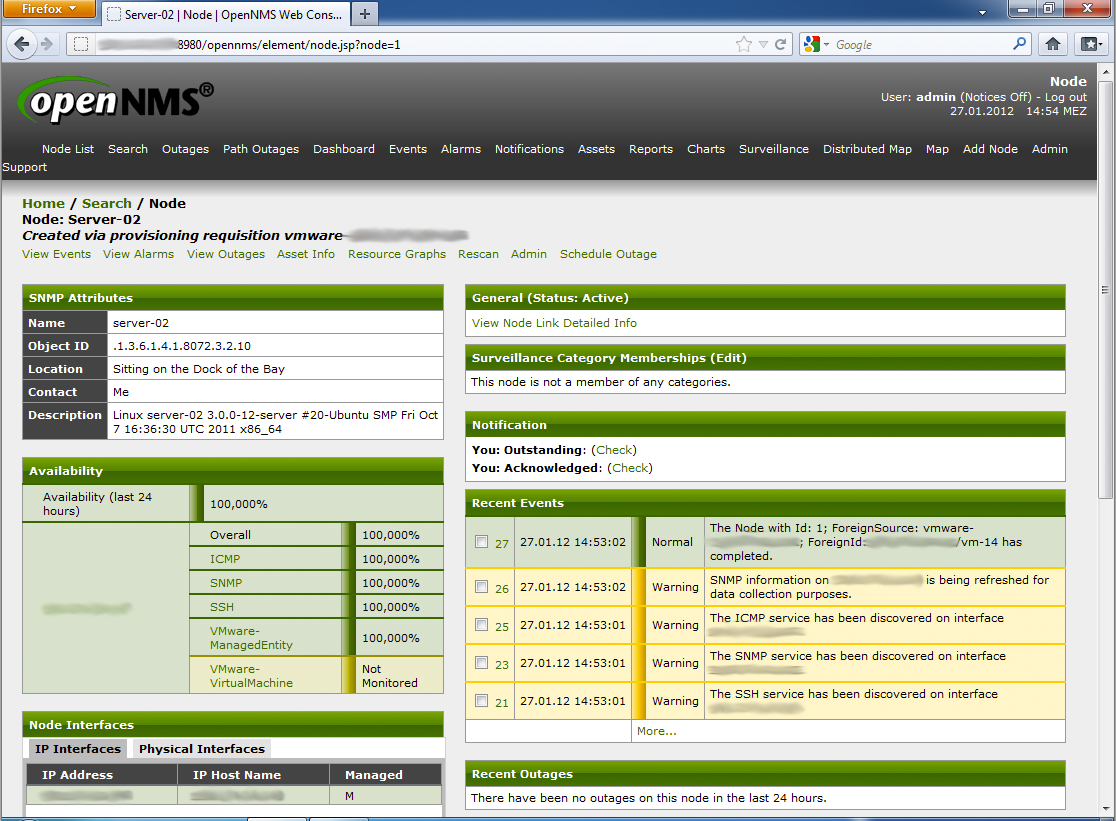 Firefox
Server-02 | Node | OpenNMS Web Cons...
8980/opennms/element/node.jsp?node=1
Google
openNMS®
Node
User: admin (Notices Off) - Log out
27.01.2012 14:54 MEZ
Node List Search Outages Path Outages Dashboard Events Alarms Notifications Assets Reports Charts Surveillance Distributed Map Map Add Node Admin
Support
Home / Search / Node
Node: Server-02
Created via provisioning requisition vmware-
View Events View Alarms View Outages Asset Info Resource Graphs Rescan Admin Schedule Outage
SNMP Attributes
Name server-02
Object ID .1.3.6.1.4.1.8072.3.2.10
Location Sitting on the Dock of the Bay
Contact Me
Description Linux server-02 3.0.0-12-server #20-Ubuntu SMP Fri Oct
7 16:36:30 UTC 2011 x86_64
Availability
Availability (last 24
hours)
100,000%
Overall 100,000%
ICMP 100,000%
SNMP 100,000%
SSH 100,000%
VMware-
ManagedEntity
100,000%
VMware-
VirtualMachine
Not
Monitored
Node Interfaces
IP Interfaces Physical Interfaces
IP Address IP Host Name Managed
M
General (Status: Active)
View Node Link Detailed Info
Surveillance Category Memberships (Edit)
This node is not a member of any categories.
Notification
You: Outstanding: (Check)
You: Acknowledged: (Check)
Recent Events
27 27.01.12 14:53:02 Normal
The Node with Id: 1; ForeignSource: vmware-
; ForeignId: /vm-14 has
completed.
26 27.01.12 14:53:02 Warning
SNMP information on is being refreshed for
data collection purposes.
25 27.01.12 14:53:01 Warning
The ICMP service has been discovered on interface
23 27.01.12 14:53:01 Warning
The SNMP service has been discovered on interface
21 27.01.12 14:53:01 Warning
The SSH service has been discovered on interface
More...
Recent Outages
There have been no outages on this node in the last 24 hours.